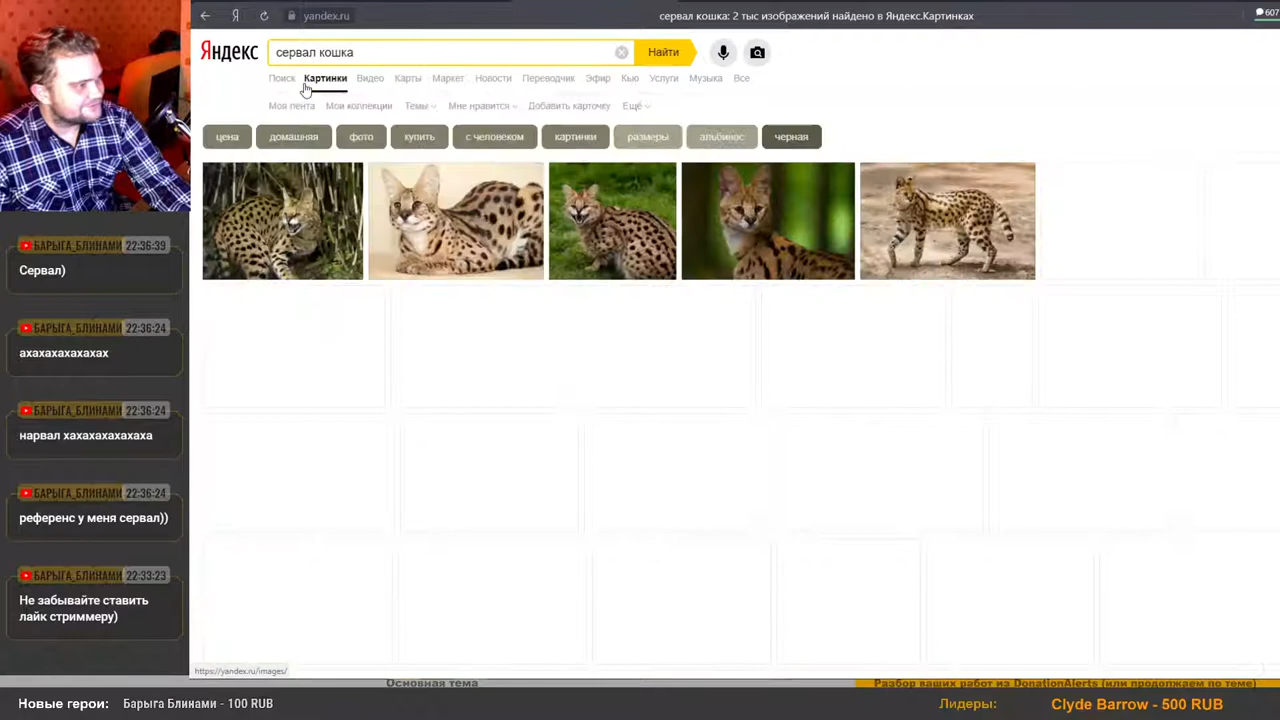 yandex.ru
сервал кошка: 2 тыс изображений найдено в Яндекс.Картинках
607
Яндекс
сервал кошка
Найти
Поиск Картинки Видео Карты Маркет Новости Переводчик Эфир Кью Услуги Музыка Все
Моя лента Мои коллекции Темы Мне нравится Добавить карточку Ещё
цена домашняя фото купить с человеком картинки размеры альбинос черная
БАРЫГА_БЛИНАМИ 22:36:39
Сервал)
БАРЫГА_БЛИНАМИ 22:36:24
ахахахахахахах
БАРЫГА_БЛИНАМИ 22:36:24
нарвал хахахахахахаха
БАРЫГА_БЛИНАМИ 22:36:24
референс у меня сервал))
БАРЫГА_БЛИНАМИ 22:33:23
Не забывайте ставить
лайк стриммеру)
https://yandex.ru/images/
Основная тема
Разбор ваших работ из DonationAlerts (или продолжаем по теме)
Новые герои: Барыга Блинами - 100 RUB
Лидеры: Clyde Barrow - 500 RUB